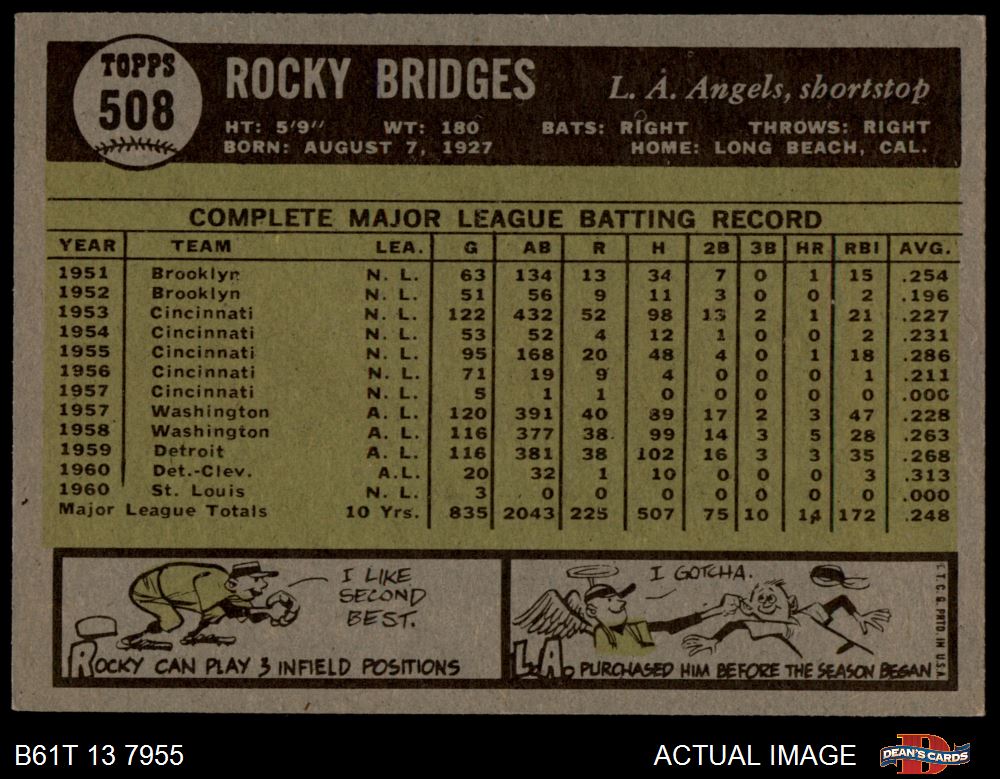 TOPPS
508
ROCKY BRIDGES
L. A. Angels, shortstop
HT: 5'9" WT: 180 BATS: RIGHT THROWS: RIGHT
BORN: AUGUST 7, 1927 HOME: LONG BEACH, CAL.
COMPLETE MAJOR LEAGUE BATTING RECORD
YEAR TEAM LEA. G AB R H 2B 3B HR RBI AVG.
1951 Brooklyn N. L. 63 134 13 34 7 0 1 15 .254
1952 Brooklyn N. L. 51 56 9 11 3 0 0 2 .196
1953 Cincinnati N. L. 122 432 52 98 13 2 1 21 .227
1954 Cincinnati N. L. 53 52 4 12 1 0 0 2 .231
1955 Cincinnati N. L. 95 168 20 48 4 0 1 18 .286
1956 Cincinnati N. L. 71 19 9 4 0 0 0 1 .211
1957 Cincinnati N. L. 5 1 1 0 0 0 0 0 .000
1957 Washington A. L. 120 391 40 89 17 2 3 47 .228
1958 Washington A. L. 116 377 38 99 14 3 5 28 .263
1959 Detroit A. L. 116 381 38 102 16 3 3 35 .268
1960 Det.-Clev. A.L. 20 32 1 10 0 0 0 3 .313
1960 St. Louis N. L. 3 0 0 0 0 0 0 0 .000
Major League Totals 10 Yrs. 835 2043 225 507 75 10 14 172 .248
I LIKE
SECOND
BEST.
ROCKY CAN PLAY 3 INFIELD POSITIONS
I GOTCHA.
L.A. PURCHASED HIM BEFORE THE SEASON BEGAN
T. C. G. PRTD. IN U.S.A.
B61T 13 7955 ACTUAL IMAGE
DEAN'S CARDS